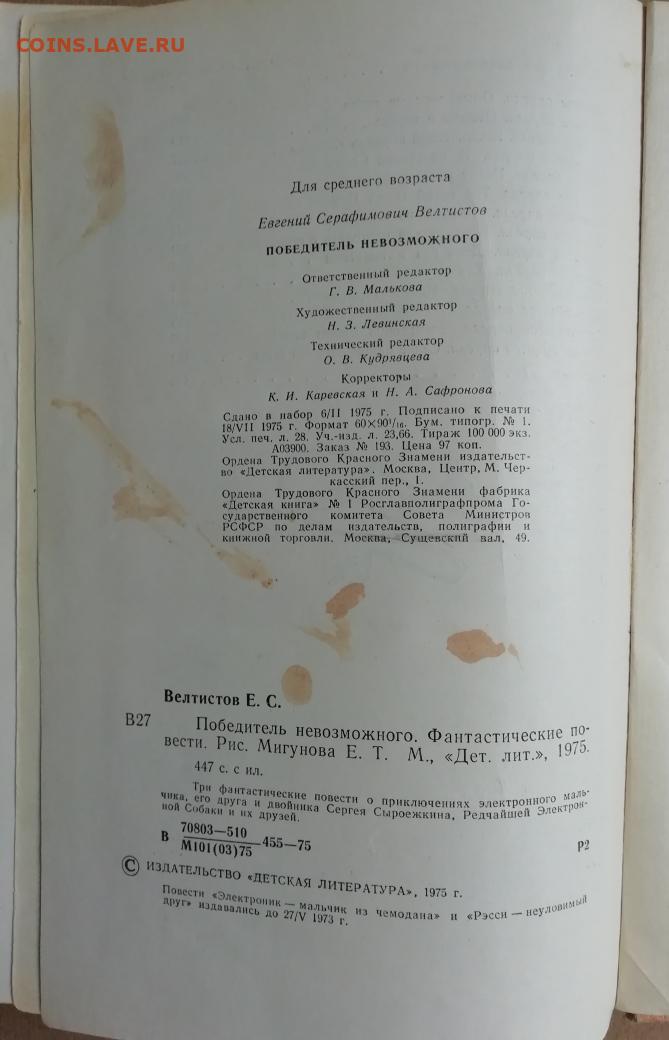 COINS.LAVE.RU
Для среднего возраста
Евгений Серафимович Велтистов
ПОБЕДИТЕЛЬ НЕВОЗМОЖНОГО
Ответственный редактор
Г. В. Малькова
Художественный редактор
Н. З. Левинская
Технический редактор
О. В. Кудрявцева
Корректоры
К. И. Каревская и Н. А. Сафронова
Сдано в набор 6/II 1975 г. Подписано к печати
18/VII 1975 г. Формат 60×90¹/₁₆. Бум. типогр. № 1.
Усл. печ. л. 28. Уч.-изд. л. 23,66. Тираж 100 000 экз.
А03900. Заказ № 193. Цена 97 коп.
Ордена Трудового Красного Знамени издательст-
во «Детская литература». Москва, Центр, М. Чер-
касский пер., 1.
Ордена Трудового Красного Знамени фабрика
«Детская книга» № 1 Росглавполиграфпрома Го-
сударственного комитета Совета Министров
РСФСР по делам издательств, полиграфии и
книжной торговли. Москва, Сущевский вал, 49.
Велтистов Е. С.
В27 Победитель невозможного. Фантастические по-
вести. Рис. Мигунова Е. Т. М., «Дет. лит.», 1975.
447 с. с ил.
Три фантастические повести о приключениях электронного маль-
чика, его друга и двойника Сергея Сыроежкина, Редчайшей Электрон-
ной Собаки и их друзей.
В 70803—510
М101(03)75 455—75 Р2
© ИЗДАТЕЛЬСТВО «ДЕТСКАЯ ЛИТЕРАТУРА», 1975 г.
Повести «Электроник — мальчик из чемодана» и «Рэсси — неуловимый
друг» издавались до 27/V 1973 г.